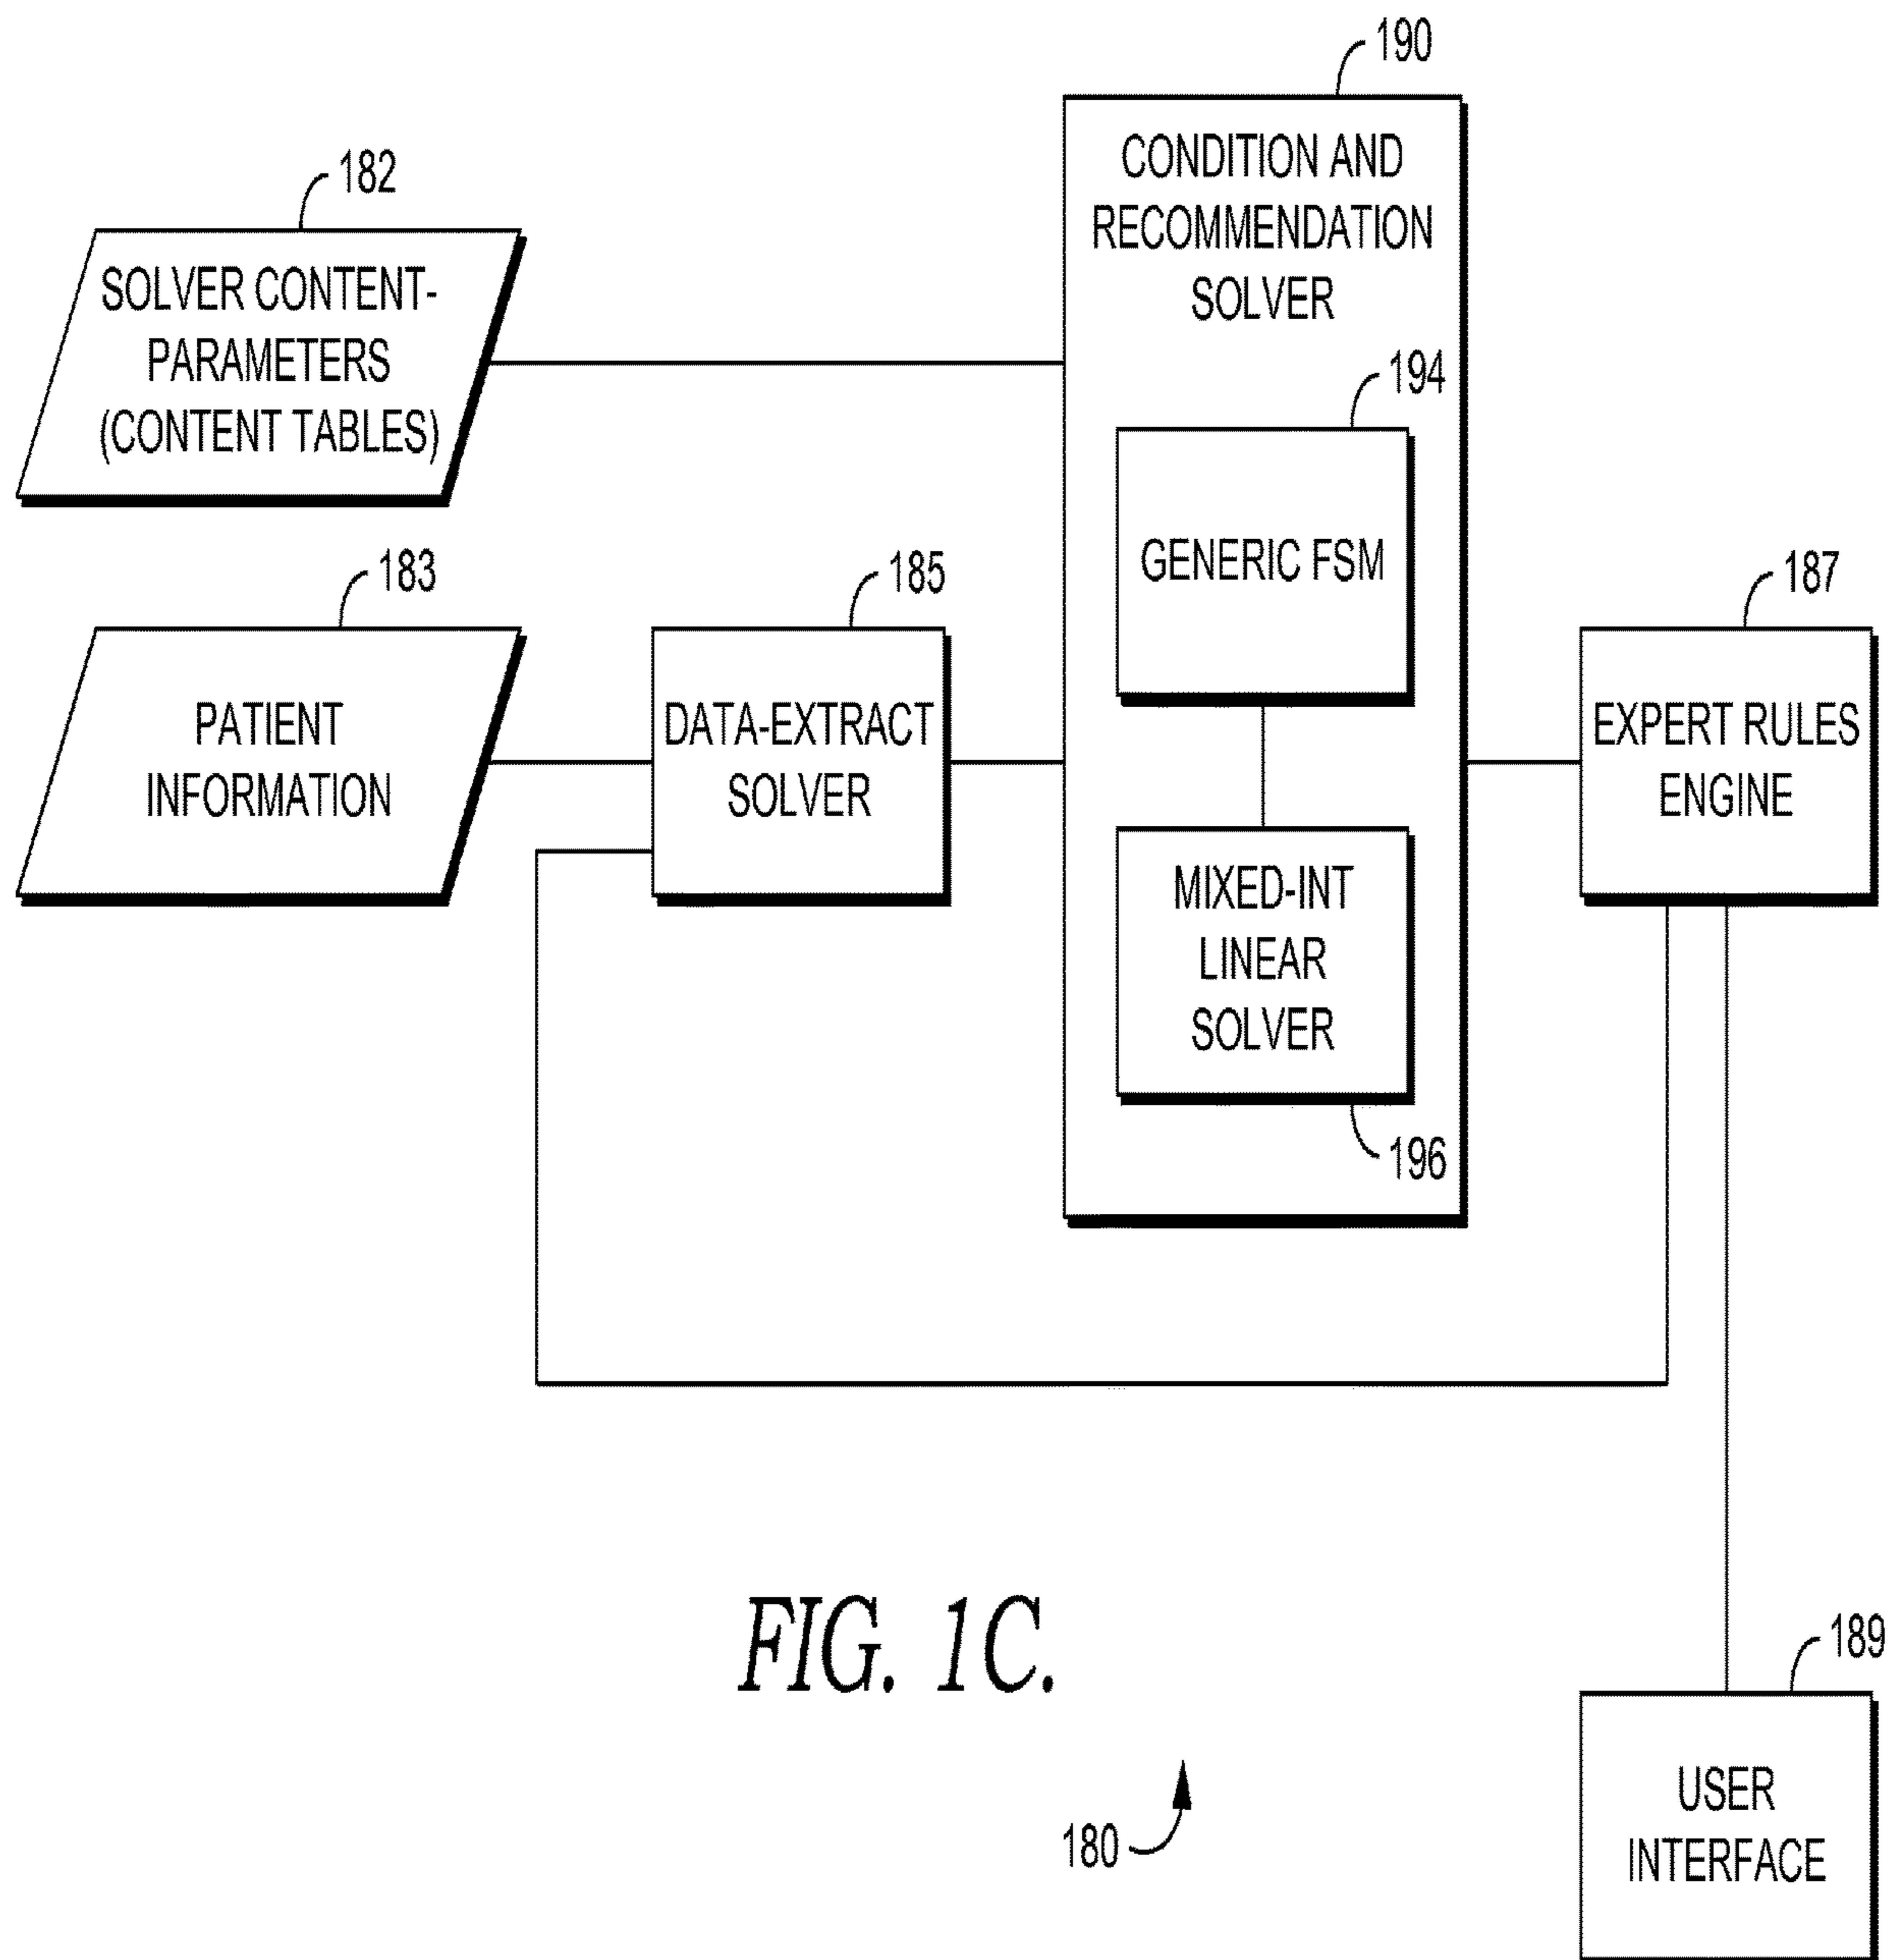 190
CONDITION AND
RECOMMENDATION
SOLVER
182
SOLVER CONTENT-
PARAMETERS
(CONTENT TABLES)
194
GENERIC FSM
183
PATIENT
INFORMATION
185
DATA-EXTRACT
SOLVER
187
EXPERT RULES
ENGINE
MIXED-INT
LINEAR
SOLVER
196
FIG. 1C.
180
189
USER
INTERFACE